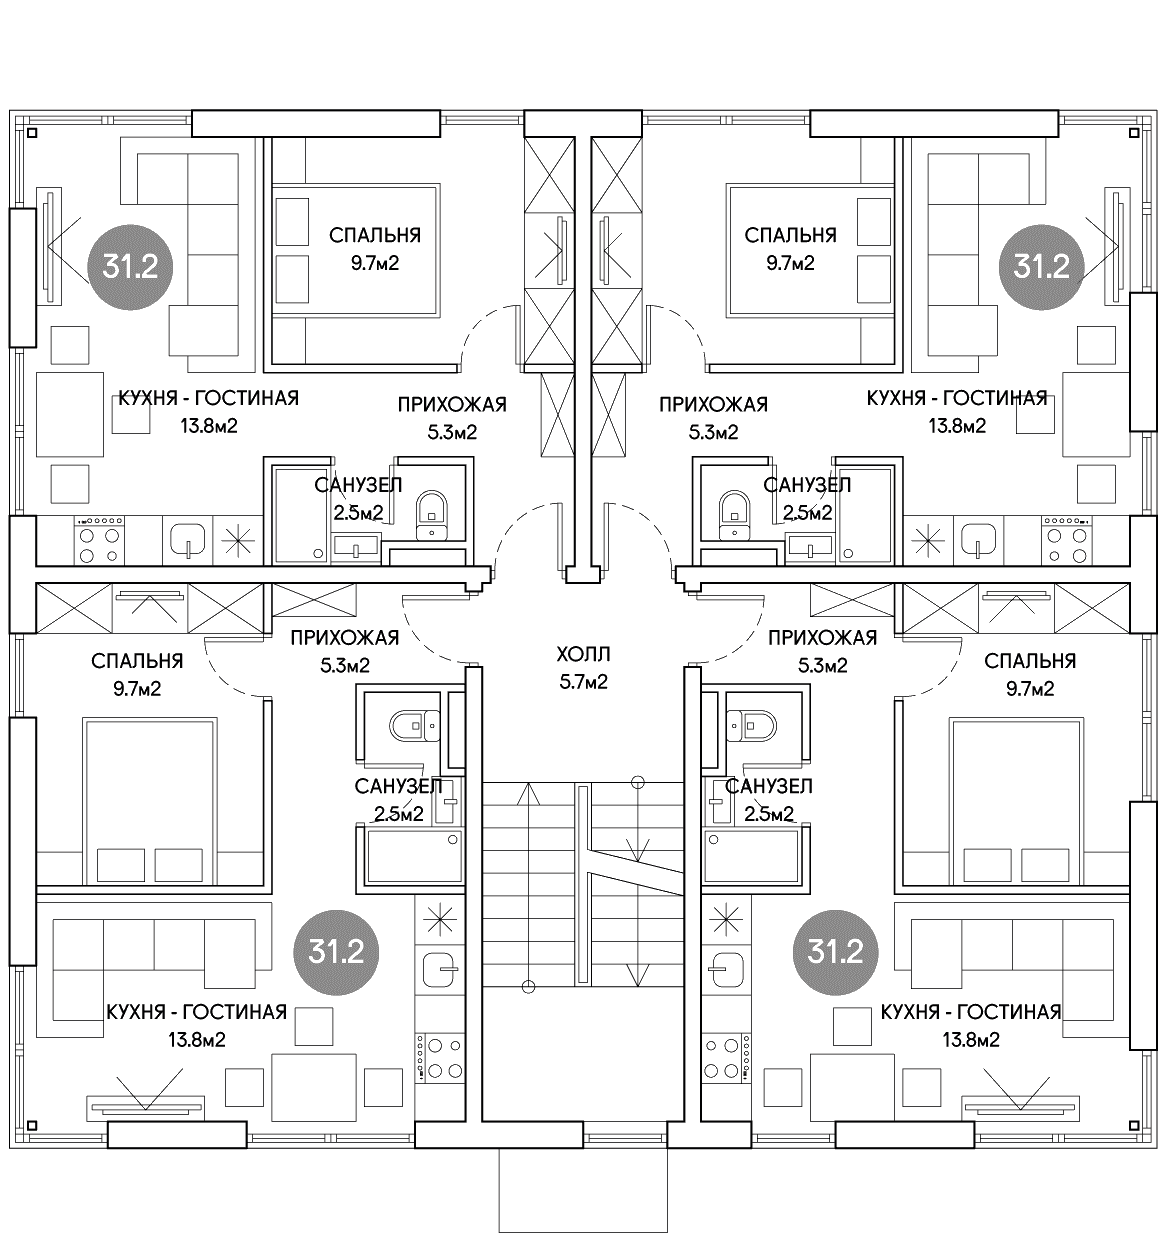 СПАЛЬНЯ
9.7м2
СПАЛЬНЯ
9.7м2
31.2
31.2
КУХНЯ - ГОСТИНАЯ
13.8м2
ПРИХОЖАЯ
5.3м2
ПРИХОЖАЯ
5.3м2
КУХНЯ - ГОСТИНАЯ
13.8м2
САНУЗЕЛ
2.5м2
САНУЗЕЛ
2.5м2
СПАЛЬНЯ
9.7м2
ПРИХОЖАЯ
5.3м2
ХОЛЛ
5.7м2
ПРИХОЖАЯ
5.3м2
СПАЛЬНЯ
9.7м2
САНУЗЕЛ
2.5м2
САНУЗЕЛ
2.5м2
31.2
31.2
КУХНЯ - ГОСТИНАЯ
13.8м2
КУХНЯ - ГОСТИНАЯ
13.8м2